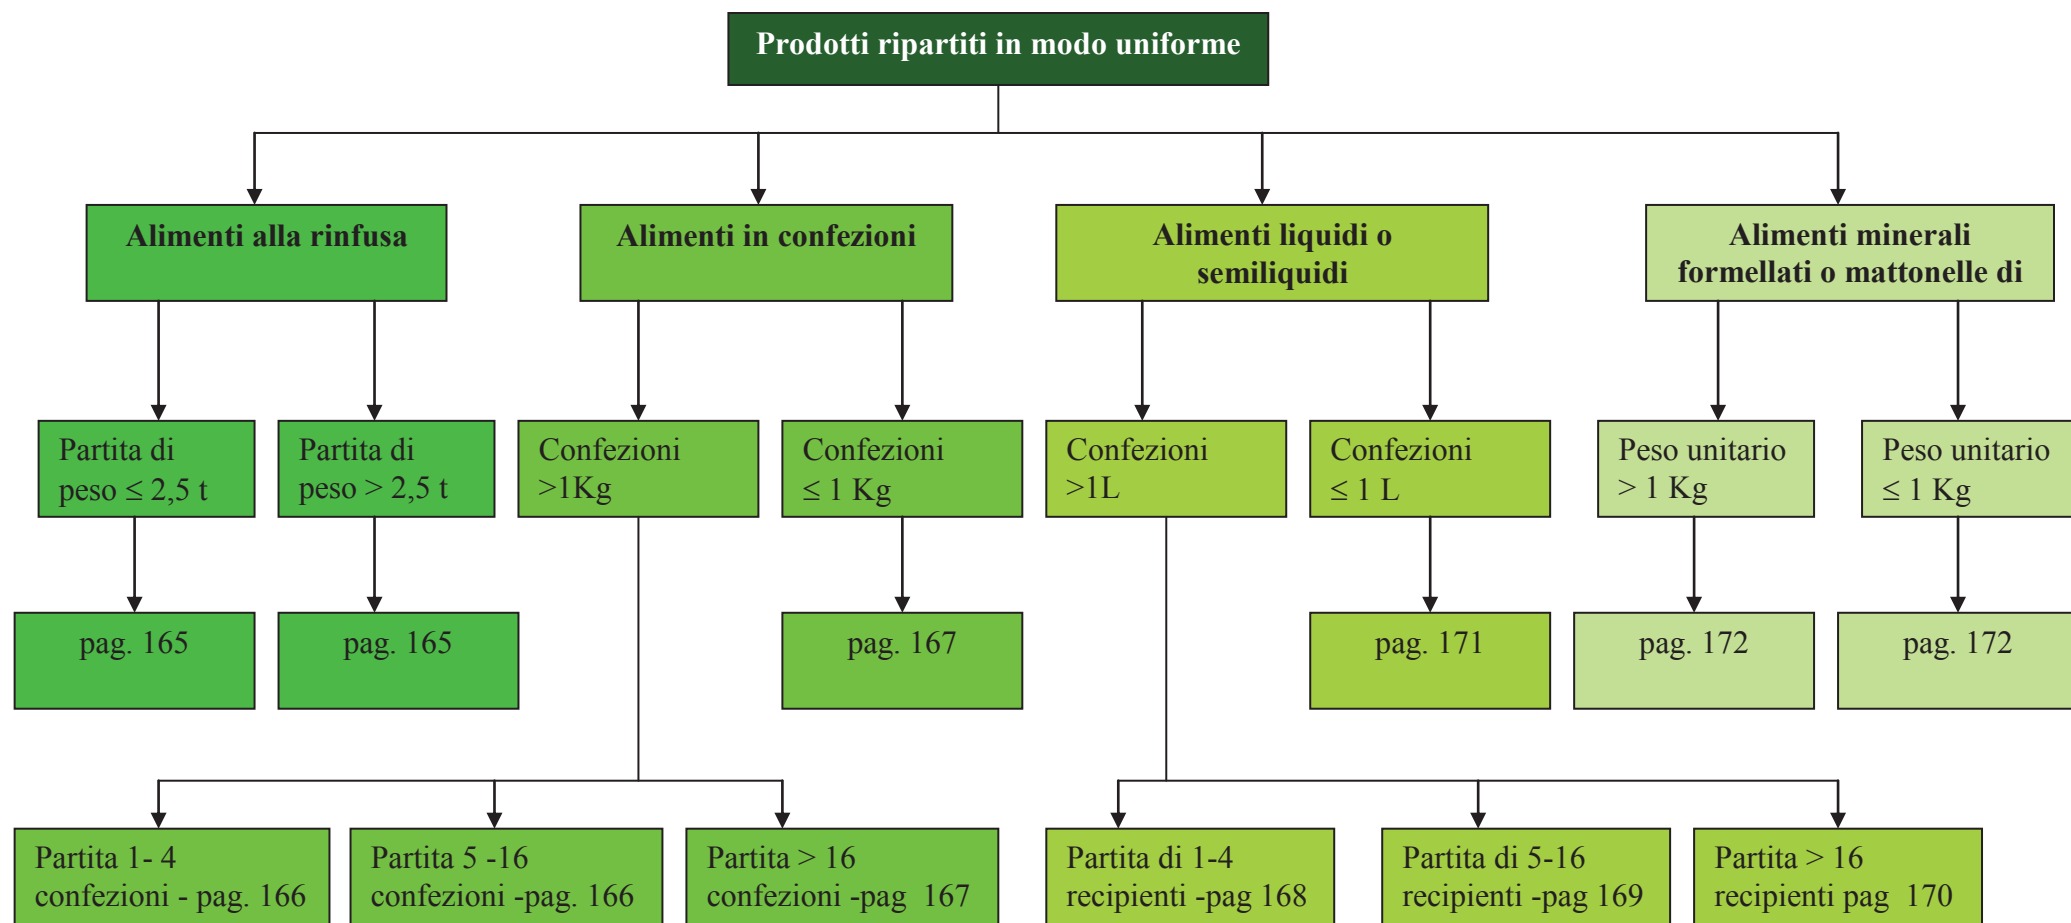 Prodotti ripartiti in modo uniforme
Alimenti alla rinfusa
Alimenti in confezioni
Alimenti liquidi o
semiliquidi
Alimenti minerali
formellati o mattonelle di
Partita di
peso ≤ 2,5 t
Partita di
peso > 2,5 t
Confezioni
>1Kg
Confezioni
≤ 1 Kg
Confezioni
>1L
Confezioni
≤ 1 L
Peso unitario
> 1 Kg
Peso unitario
≤ 1 Kg
pag. 165
pag. 165
pag. 167
pag. 171
pag. 172
pag. 172
Partita 1- 4
confezioni - pag. 166
Partita 5 -16
confezioni -pag. 166
Partita > 16
confezioni -pag 167
Partita di 1-4
recipienti -pag 168
Partita di 5-16
recipienti -pag 169
Partita > 16
recipienti pag 170